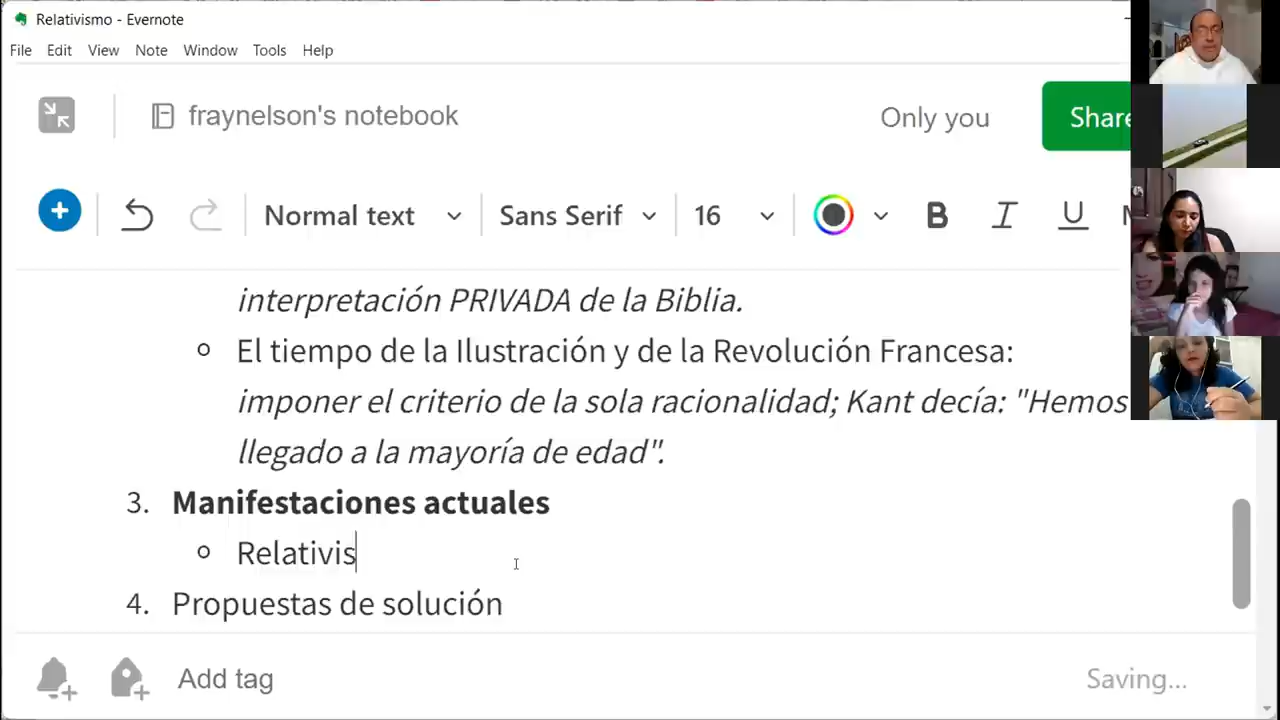 Relativismo - Evernote
File Edit View Note Window Tools Help
fraynelson's notebook
Only you
Share
Normal text
Sans Serif
16
B I U
interpretación PRIVADA de la Biblia.
El tiempo de la Ilustración y de la Revolución Francesa:
imponer el criterio de la sola racionalidad; Kant decía: "Hemos
llegado a la mayoría de edad".
3. Manifestaciones actuales
Relativis
4. Propuestas de solución
Add tag
Saving...